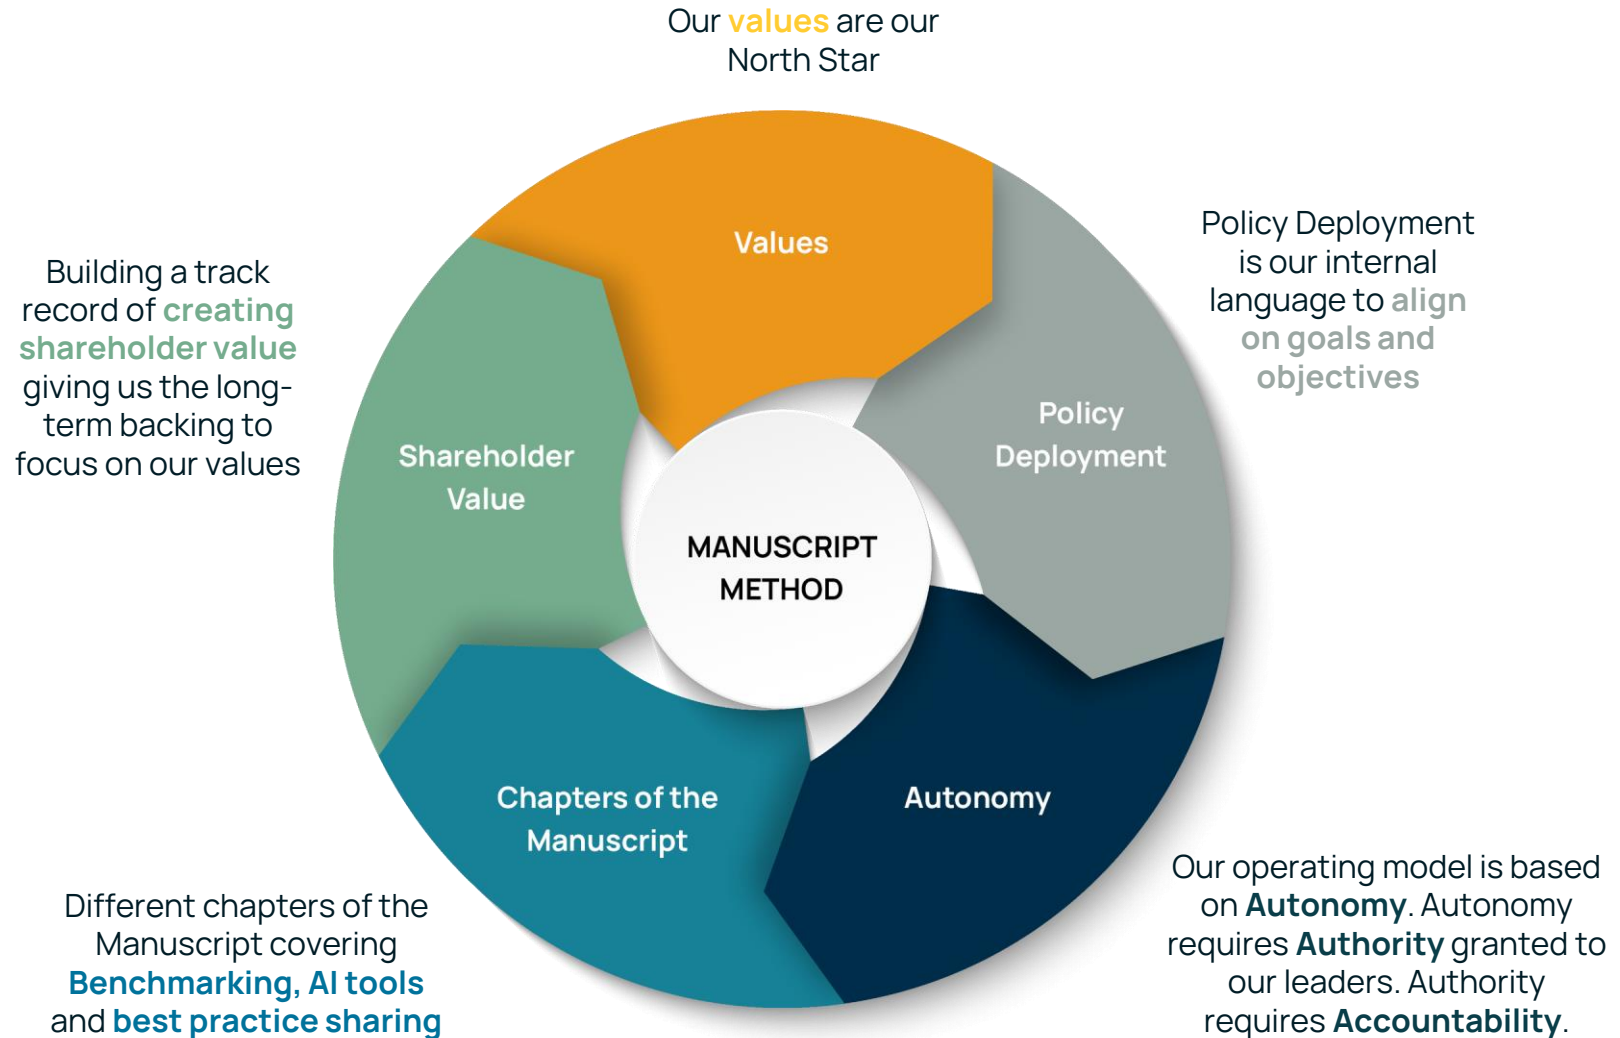 Our values are our
North Star
Values
Policy Deployment
is our internal
language to align
on goals and
objectives
Policy
Deployment
Building a track
record of creating
shareholder value
giving us the long-
term backing to
focus on our values
Shareholder
Value
MANUSCRIPT
METHOD
Chapters of the
Manuscript
Autonomy
Different chapters of the
Manuscript covering
Benchmarking, AI tools
and best practice sharing
Our operating model is based
on Autonomy. Autonomy
requires Authority granted to
our leaders. Authority
requires Accountability.